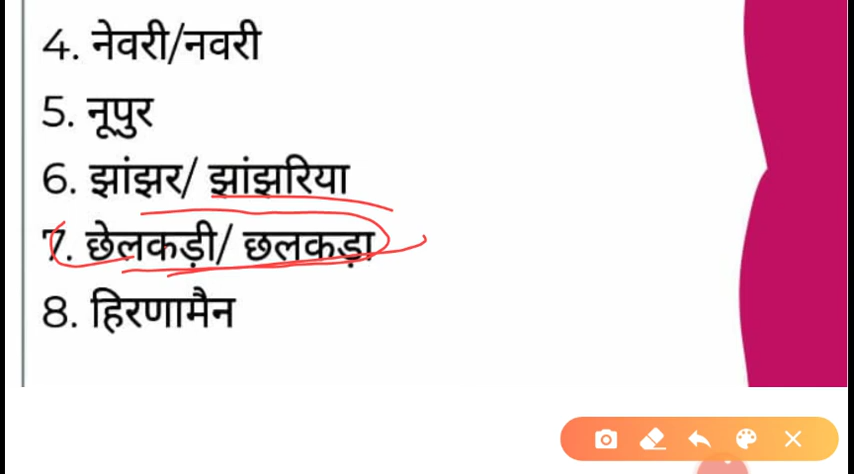 4. नेवरी/नवरी
5. नूपुर
6. झांझर/ झांझरिया
7. छेलकड़ी/ छलकड़ा
8. हिरणामैन